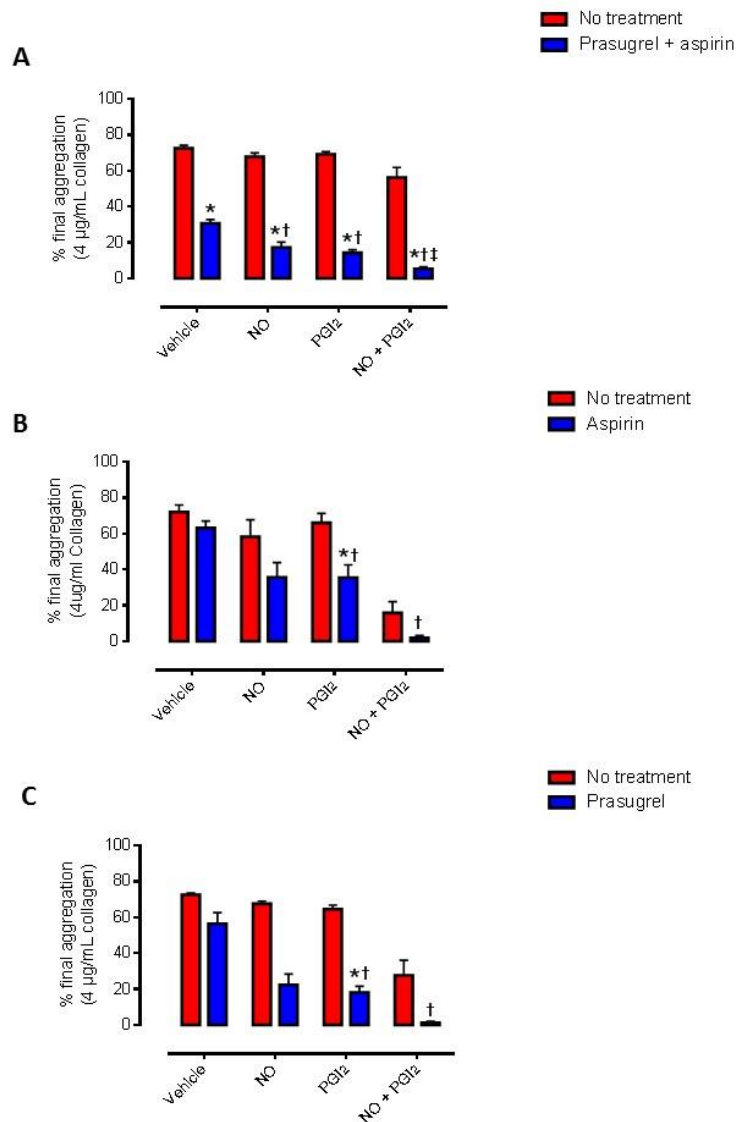 No treatment
Prasugrel + aspirin
A
% final aggregation
(4 µg/mL collagen)
100
80
60
40
20
0
*
*†
*†
*†‡
Vehicle
NO
PGI2
NO + PGI2
No treatment
Aspirin
B
% final aggregation
(4ug/ml Collagen)
100
80
60
40
20
0
*†
†
Vehicle
NO
PGI2
NO + PGI2
No treatment
Prasugrel
C
% final aggregation
(4 µg/mL collagen)
100
80
60
40
20
0
*†
†
Vehicle
NO
PGI2
NO + PGI2